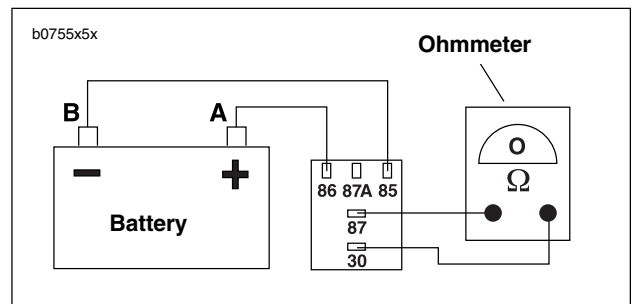 b0755x5x
Ohmmeter
B
A
O
Ω
86 87A 85
87
30
− +
Battery